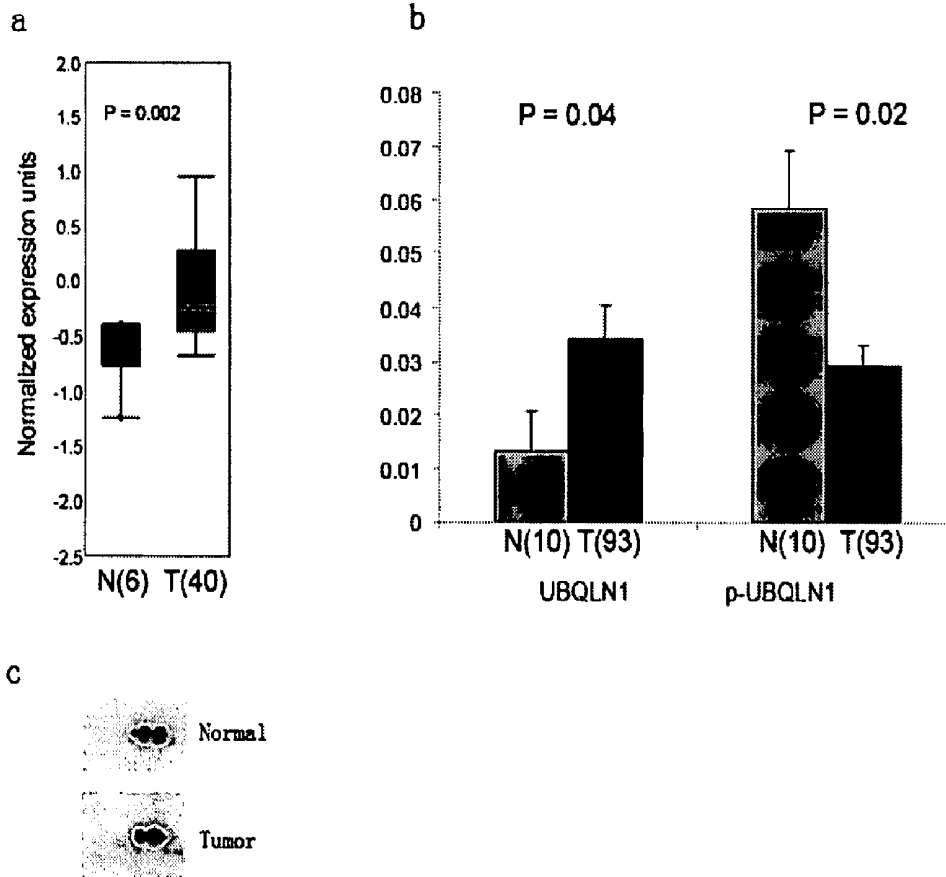 a
Normalized expression units
2.0
1.5
1.0
0.5
0.0
-0.5
-1.0
-1.5
-2.0
-2.5
P = 0.002
N(6) T(40)
b
0.08
0.07
0.06
0.05
0.04
0.03
0.02
0.01
0
P = 0.04
P = 0.02
N(10) T(93)
N(10) T(93)
UBQLN1
p-UBQLN1
c
Normal
Tumor